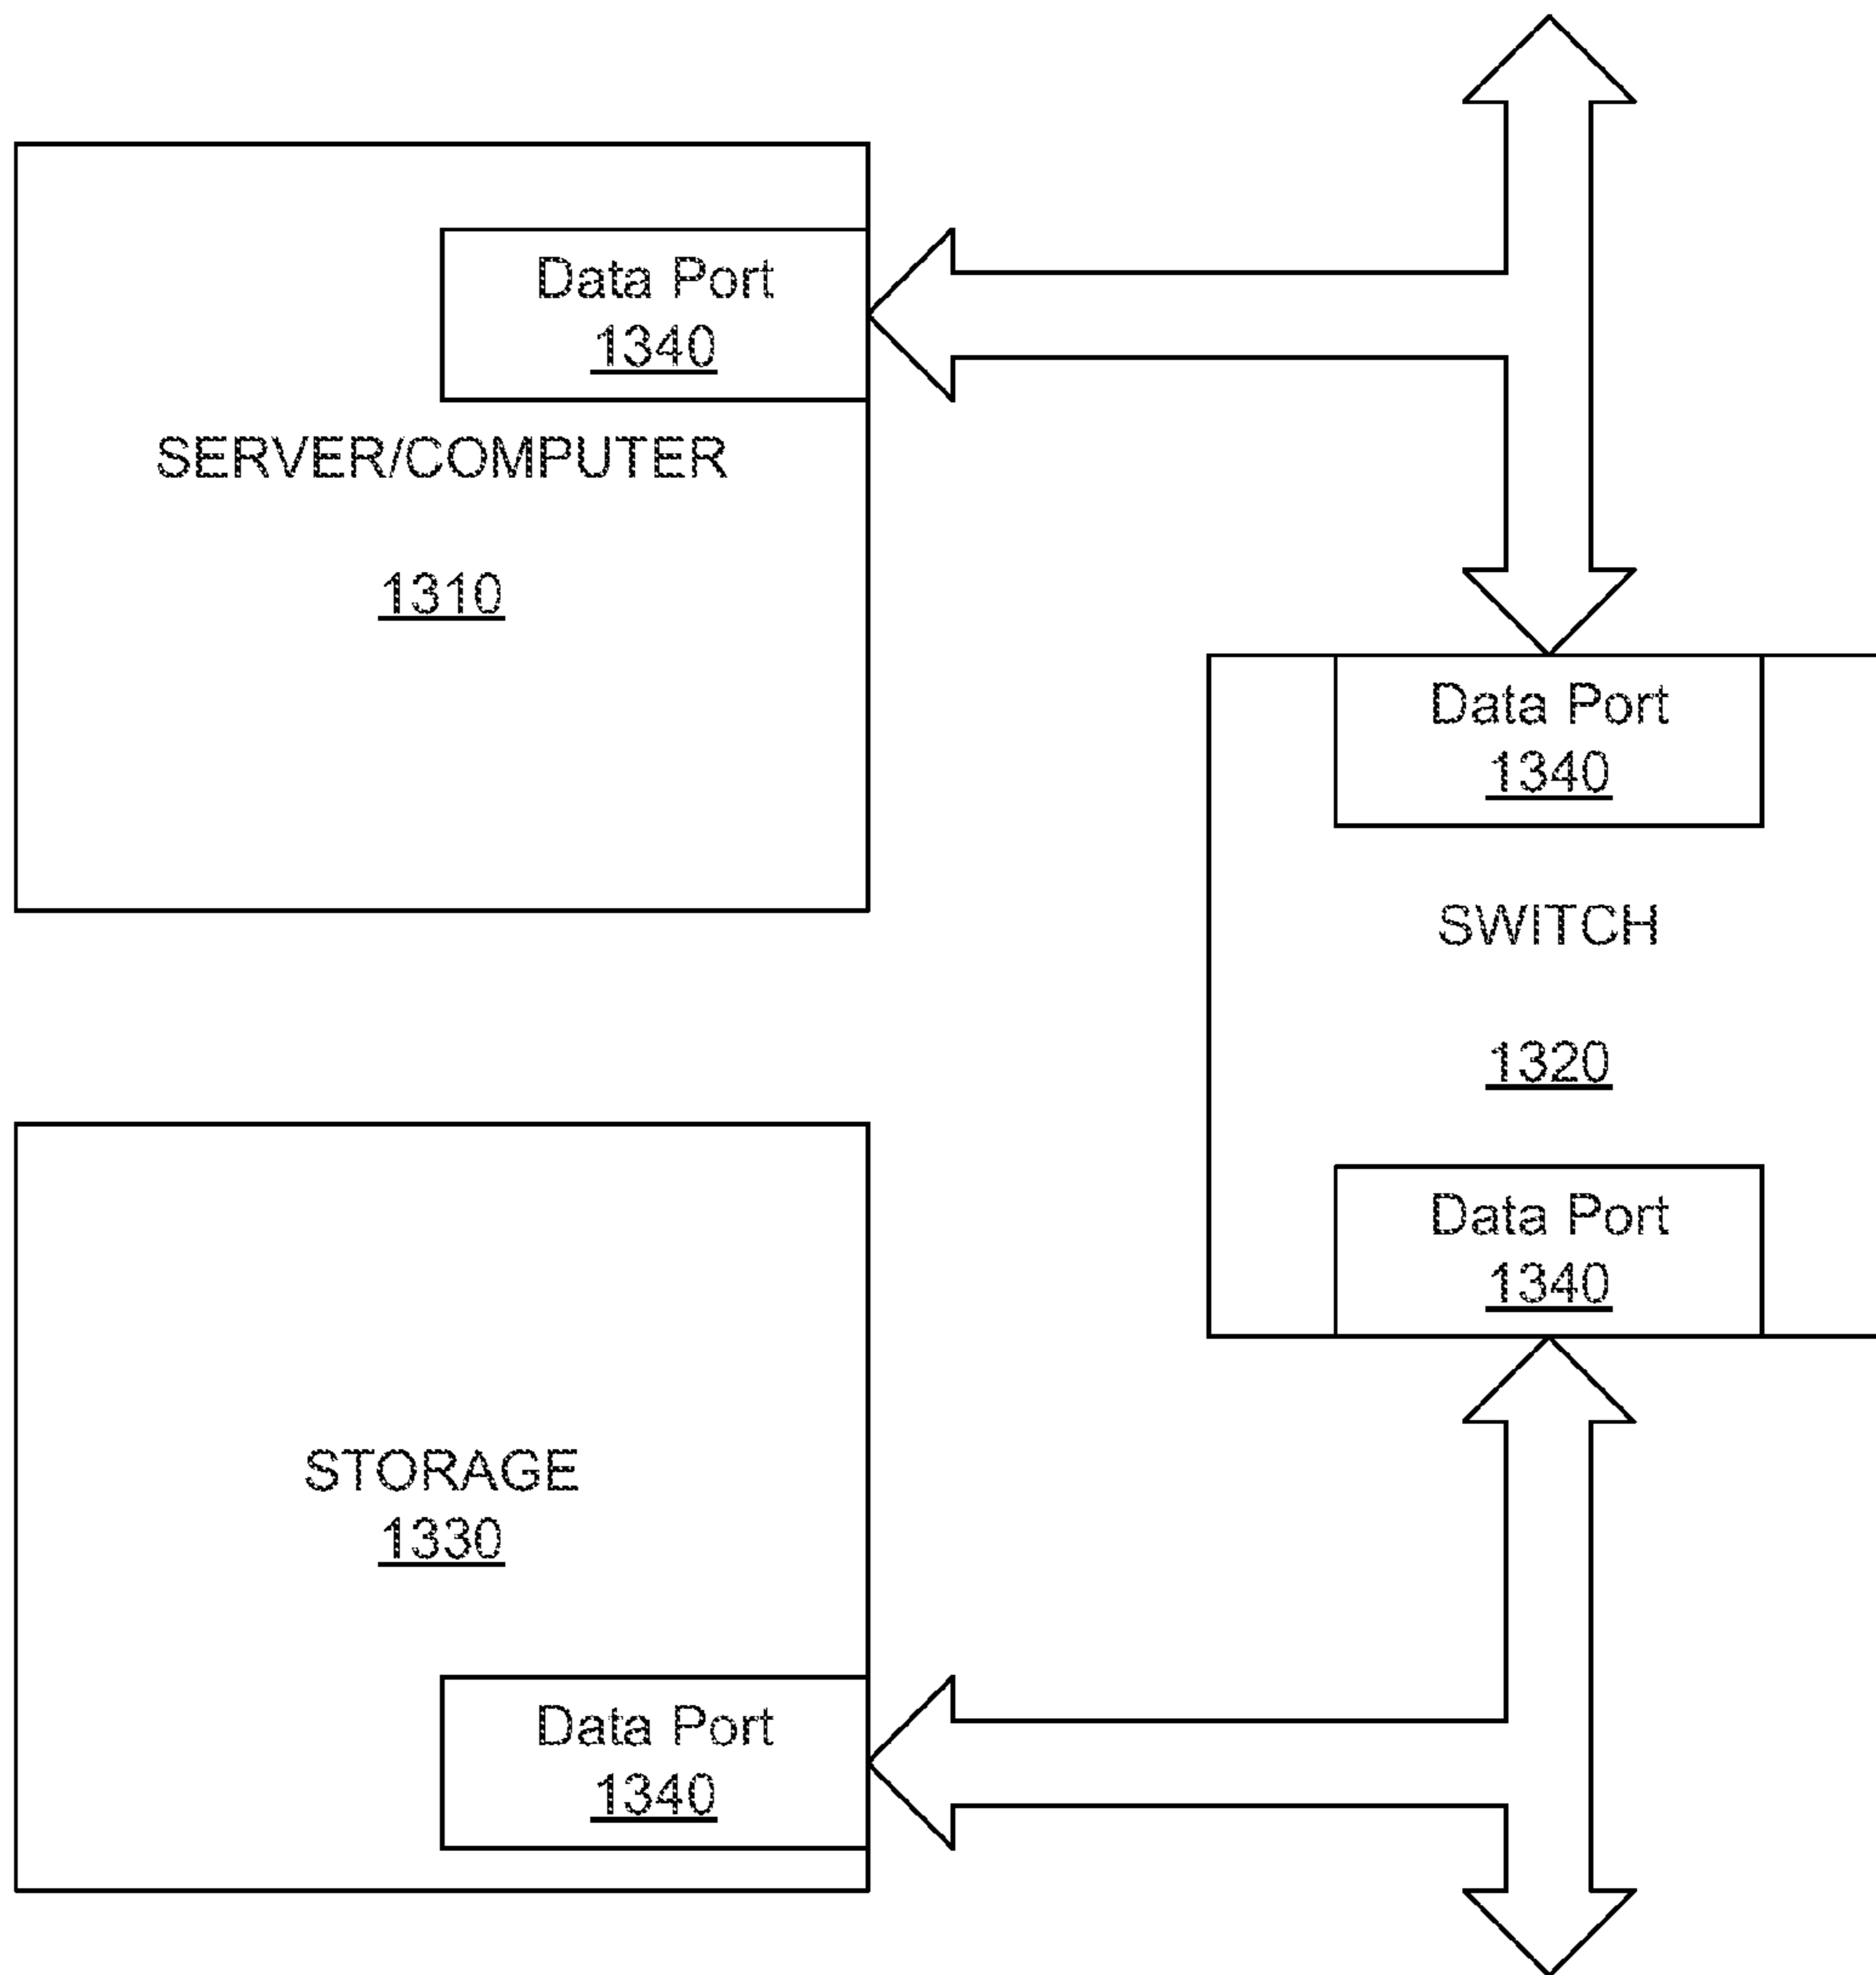 Data Port
1340
SERVER/COMPUTER
1310
Data Port
1340
SWITCH
1320
Data Port
1340
STORAGE
1330
Data Port
1340